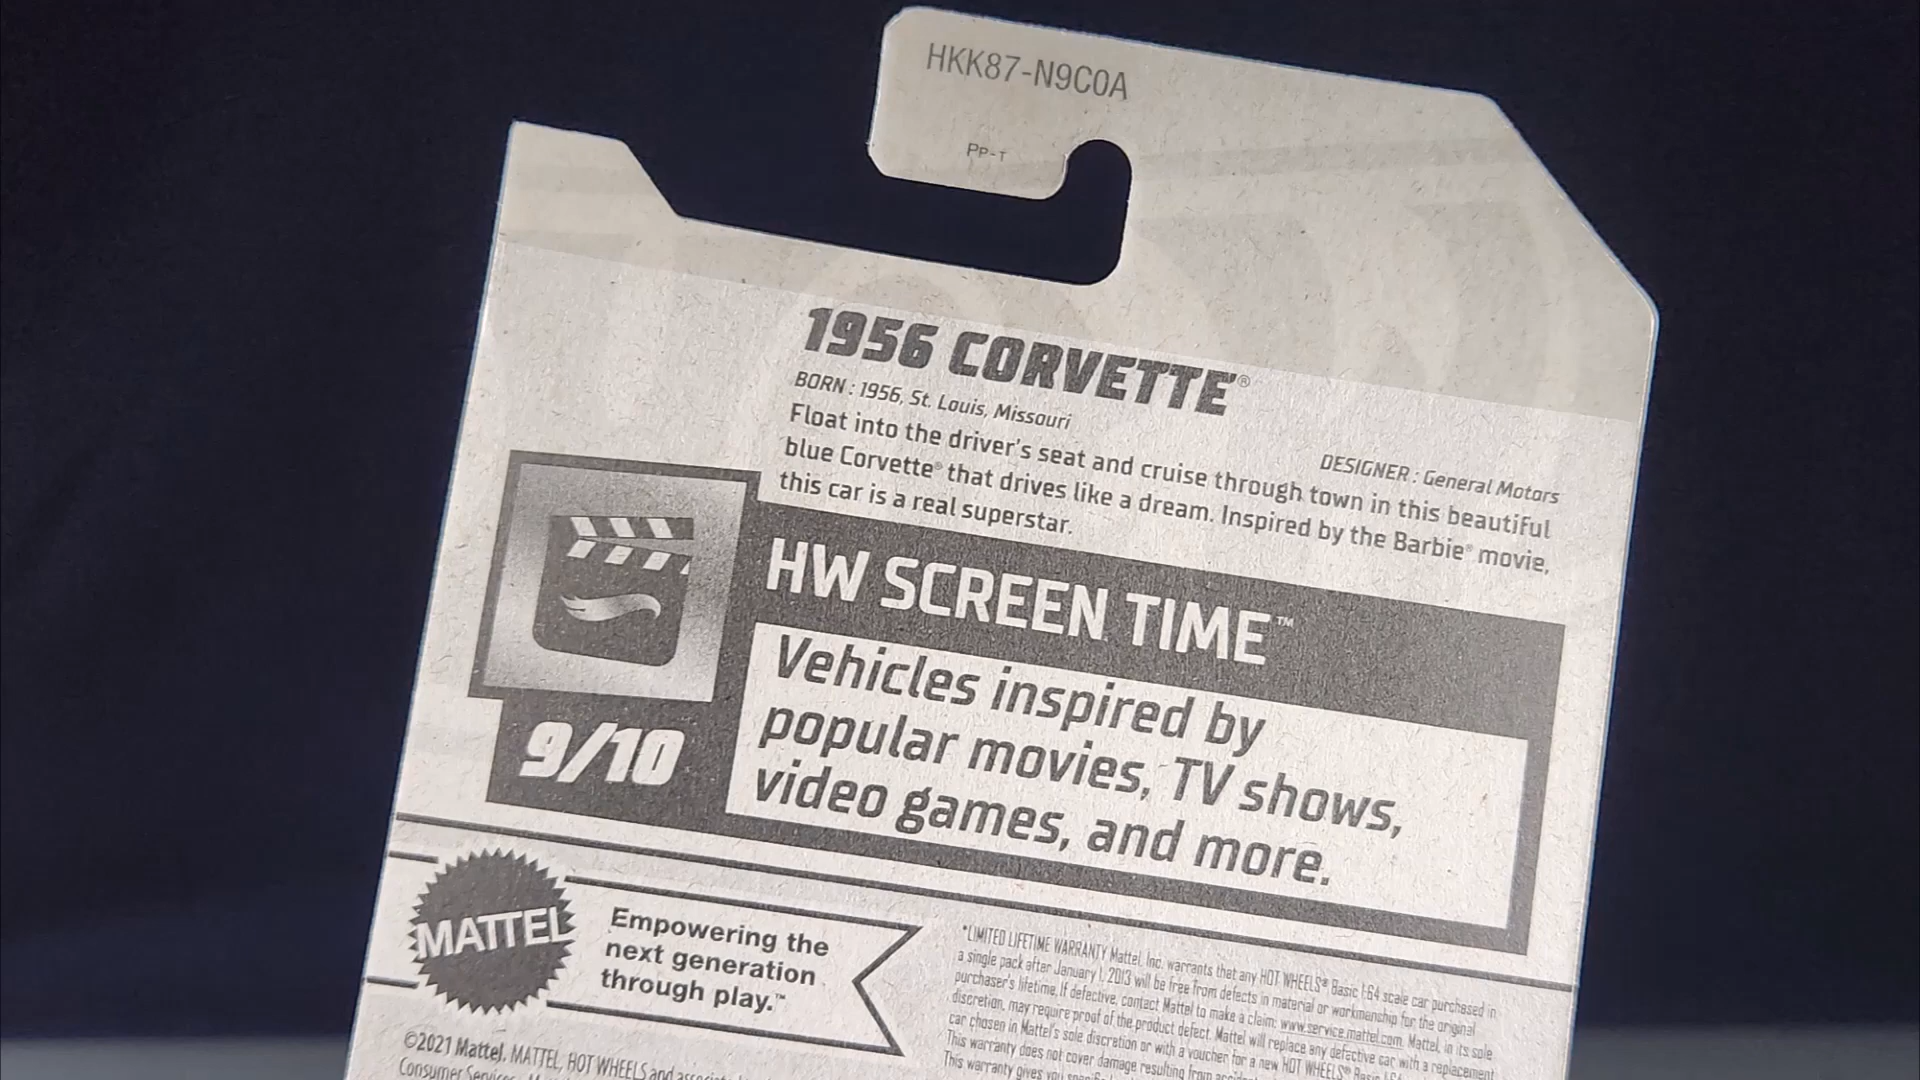 HKK87-N9C0A
PP-T
1956 CORVETTE®
BORN : 1956, St. Louis, Missouri
DESIGNER : General Motors
Float into the driver's seat and cruise through town in this beautiful
blue Corvette® that drives like a dream. Inspired by the Barbie® movie,
this car is a real superstar.
HW SCREEN TIME™
9/10
Vehicles inspired by
popular movies, TV shows,
video games, and more.
MATTEL
Empowering the
next generation
through play.™
*LIMITED LIFETIME WARRANTY Mattel, Inc. warrants that any HOT WHEELS® Basic 1:64 scale car purchased in
a single pack after January 1, 2013 will be free from defects in material or workmanship for the original
purchaser's lifetime. If defective, contact Mattel to make a claim: www.service.mattel.com. Mattel, in its sole
discretion, may require proof of the product defect. Mattel will replace any defective car with a replacement
car chosen in Mattel's sole discretion or with a voucher for a new HOT WHEELS® Basic 1:64
This warranty does not cover damage resulting from
This warranty gives you
©2021 Mattel. MATTEL, HOT WHEELS and
Consumer Services